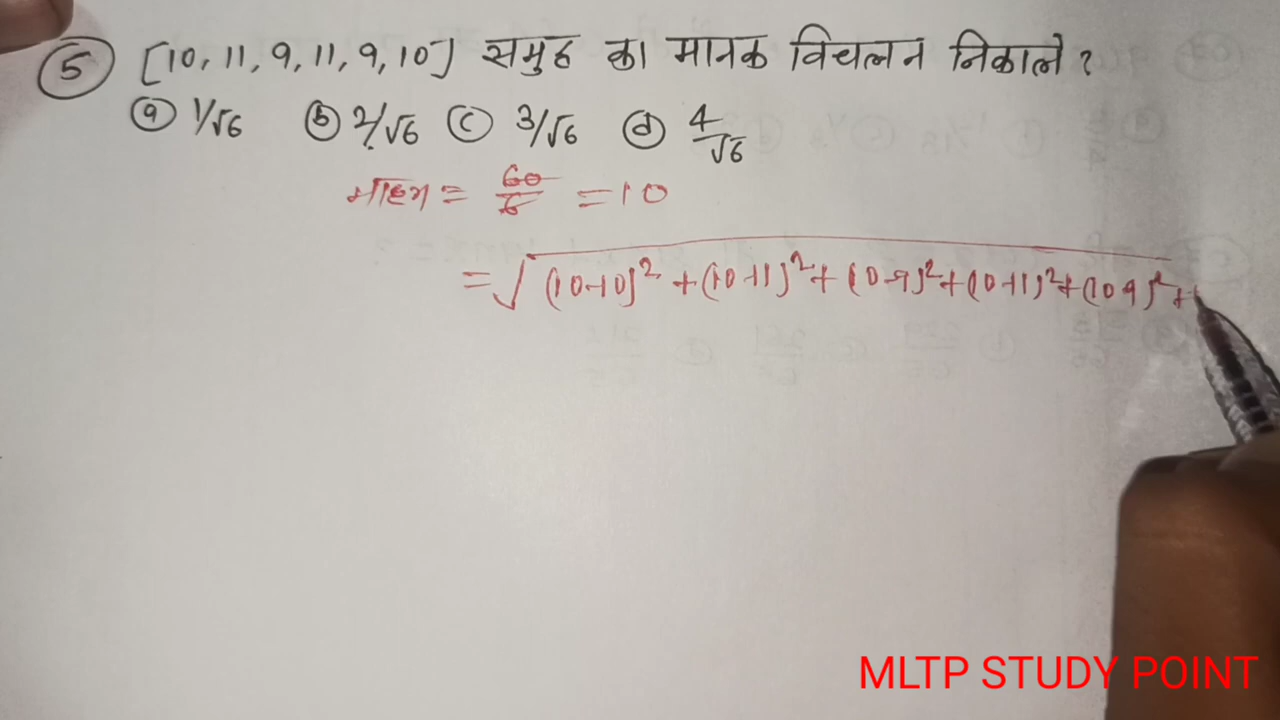 ⑤ [10, 11, 9, 11, 9, 10] समुह का मानक विचलन निकाले ?
ⓐ 1/√6 ⓑ 2/√6 ⓒ 3/√6 ⓓ 4/√6
माध्य = 60/6 = 10
= √(10-10)² + (10-11)² + (10-9)² + (10-11)² + (10-9)² +
MLTP STUDY POINT